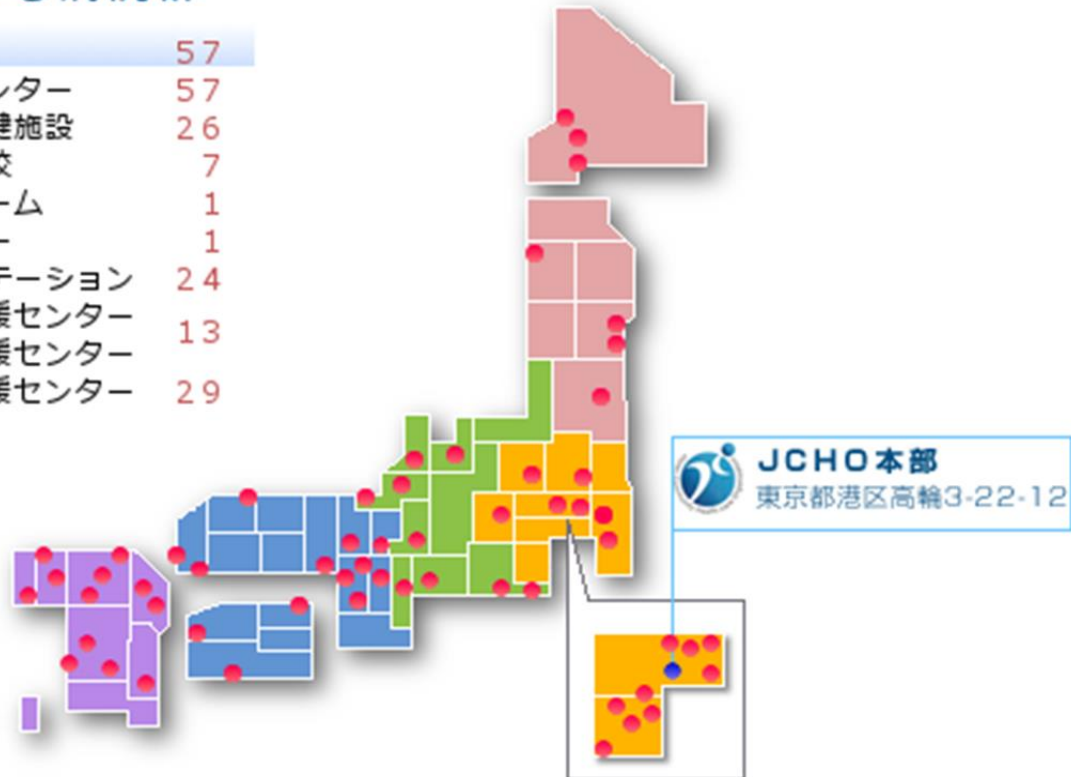 57
ンター 57
健施設 26
校 7
ーム 1
ー 1
テーション 24
援センター
13
援センター
援センター 29
JCHO本部
東京都港区高輪3-22-12